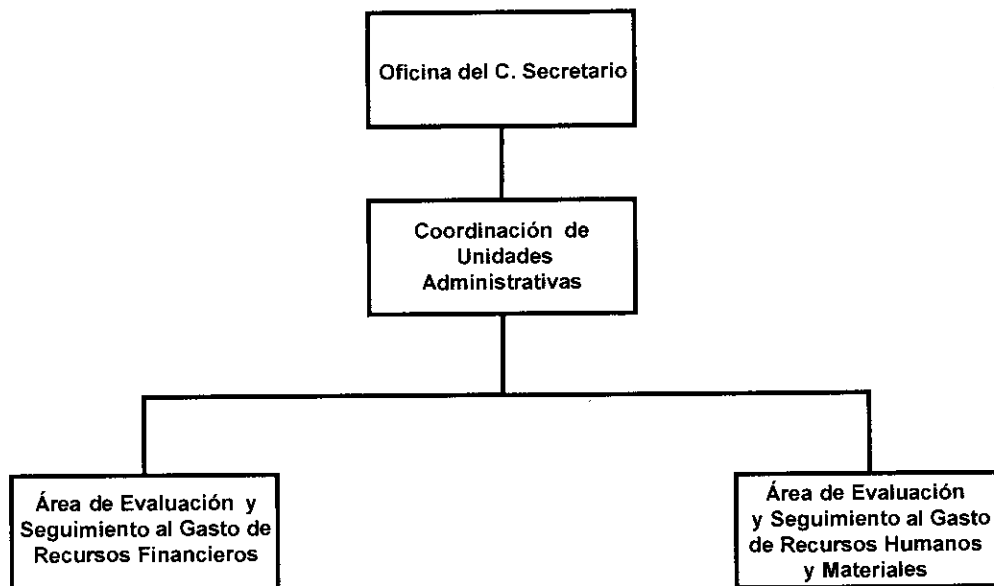 Oficina del C. Secretario
Coordinación de
Unidades
Administrativas
Área de Evaluación y
Seguimiento al Gasto de
Recursos Financieros
Área de Evaluación
y Seguimiento al Gasto
de Recursos Humanos
y Materiales